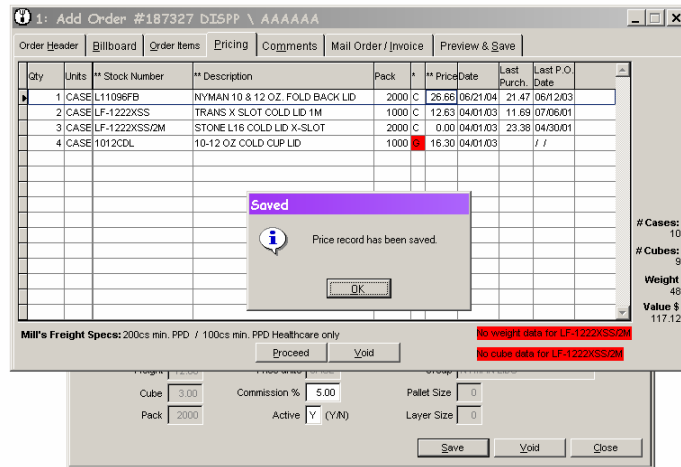 1: Add Order #187327 DISPP \ AAAAAA
Order Header Billboard Order Items Pricing Comments Mail Order / Invoice Preview & Save
Qty Units ** Stock Number ** Description Pack * ** Price Date Last Purch. Last P.O. Date
1 CASE L11096FB NYMAN 10 & 12 OZ. FOLD BACK LID 2000 C 26.66 06/21/04 21.47 06/12/03
2 CASE LF-1222XSS TRANS X SLOT COLD LID 1M 1000 C 12.63 04/01/03 11.69 07/06/01
3 CASE LF-1222XSS/2M STONE L16 COLD LID X-SLOT 2000 C 0.00 04/01/03 23.38 04/30/01
4 CASE 1012CDL 10-12 OZ COLD CUP LID 1000 G 16.30 04/01/03 / /
Saved
Price record has been saved.
OK
# Cases:
10
# Cubes:
9
Weight
48
Value $
117.12
Mill's Freight Specs: 200cs min. PPD / 100cs min. PPD Healthcare only
No weight data for LF-1222XSS/2M
Proceed Void
No cube data for LF-1222XSS/2M
Cube 3.00 Commission % 5.00 Pallet Size 0
Pack 2000 Active Y (Y/N) Layer Size 0
Save Void Close